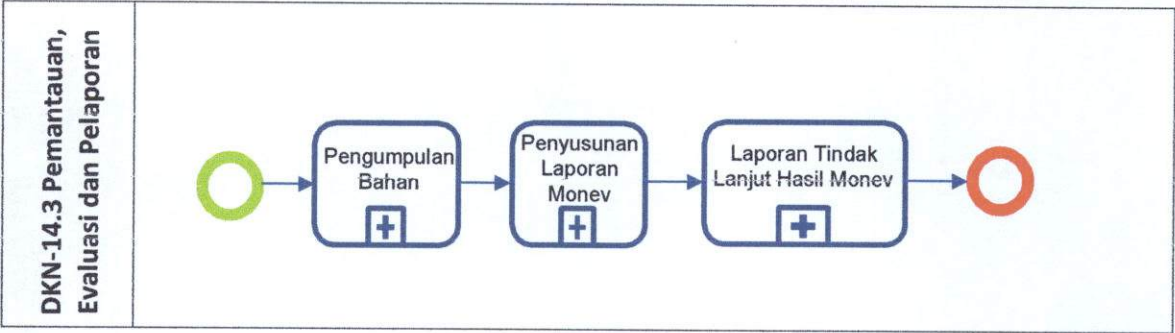 DKN-14.3 Pemantauan,
Evaluasi dan Pelaporan
Pengumpulan
Bahan
Penyusunan
Laporan
Monev
Laporan Tindak
Lanjut Hasil Monev